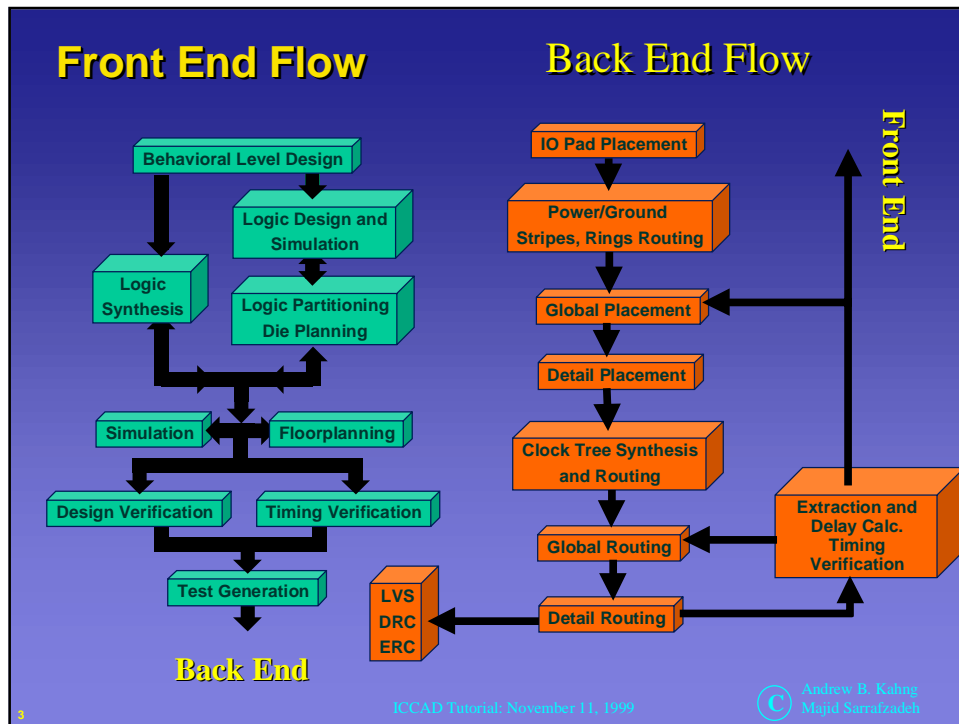 Front End Flow
Behavioral Level Design
Logic Design and
Simulation
Logic
Synthesis
Logic Partitioning
Die Planning
Simulation
Floorplanning
Design Verification
Timing Verification
Test Generation
Back End
Back End Flow
IO Pad Placement
Power/Ground
Stripes, Rings Routing
Global Placement
Detail Placement
Clock Tree Synthesis
and Routing
Global Routing
Detail Routing
LVS
DRC
ERC
Extraction and
Delay Calc.
Timing
Verification
Front End
3
ICCAD Tutorial: November 11, 1999
C
Andrew B. Kahng
Majid Sarrafzadeh